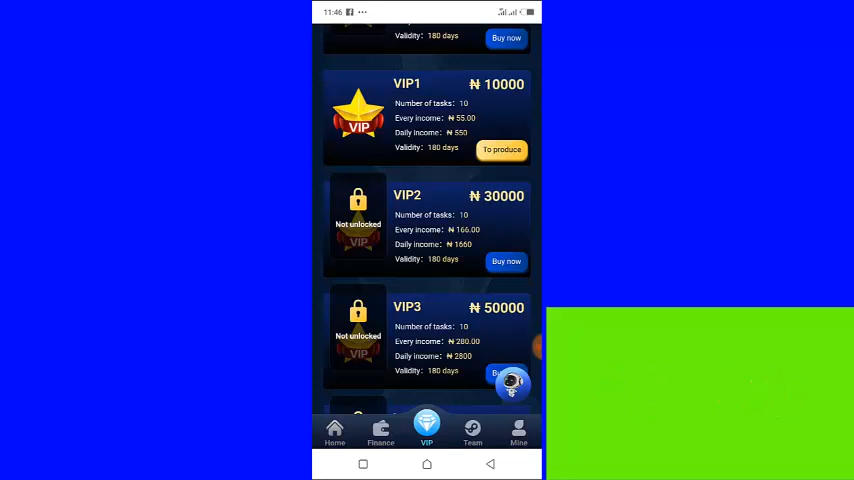 11:46
Validity: 180 days
Buy now
VIP1
₦ 10000
Number of tasks: 10
Every income: ₦ 55.00
Daily income: ₦ 550
Validity: 180 days
To produce
VIP
VIP2
₦ 30000
Number of tasks: 10
Every income: ₦ 166.00
Daily income: ₦ 1660
Validity: 180 days
Buy now
Not unlocked
VIP
VIP3
₦ 50000
Number of tasks: 10
Every income: ₦ 280.00
Daily income: ₦ 2800
Validity: 180 days
Not unlocked
VIP
Home
Finance
VIP
Team
Mine